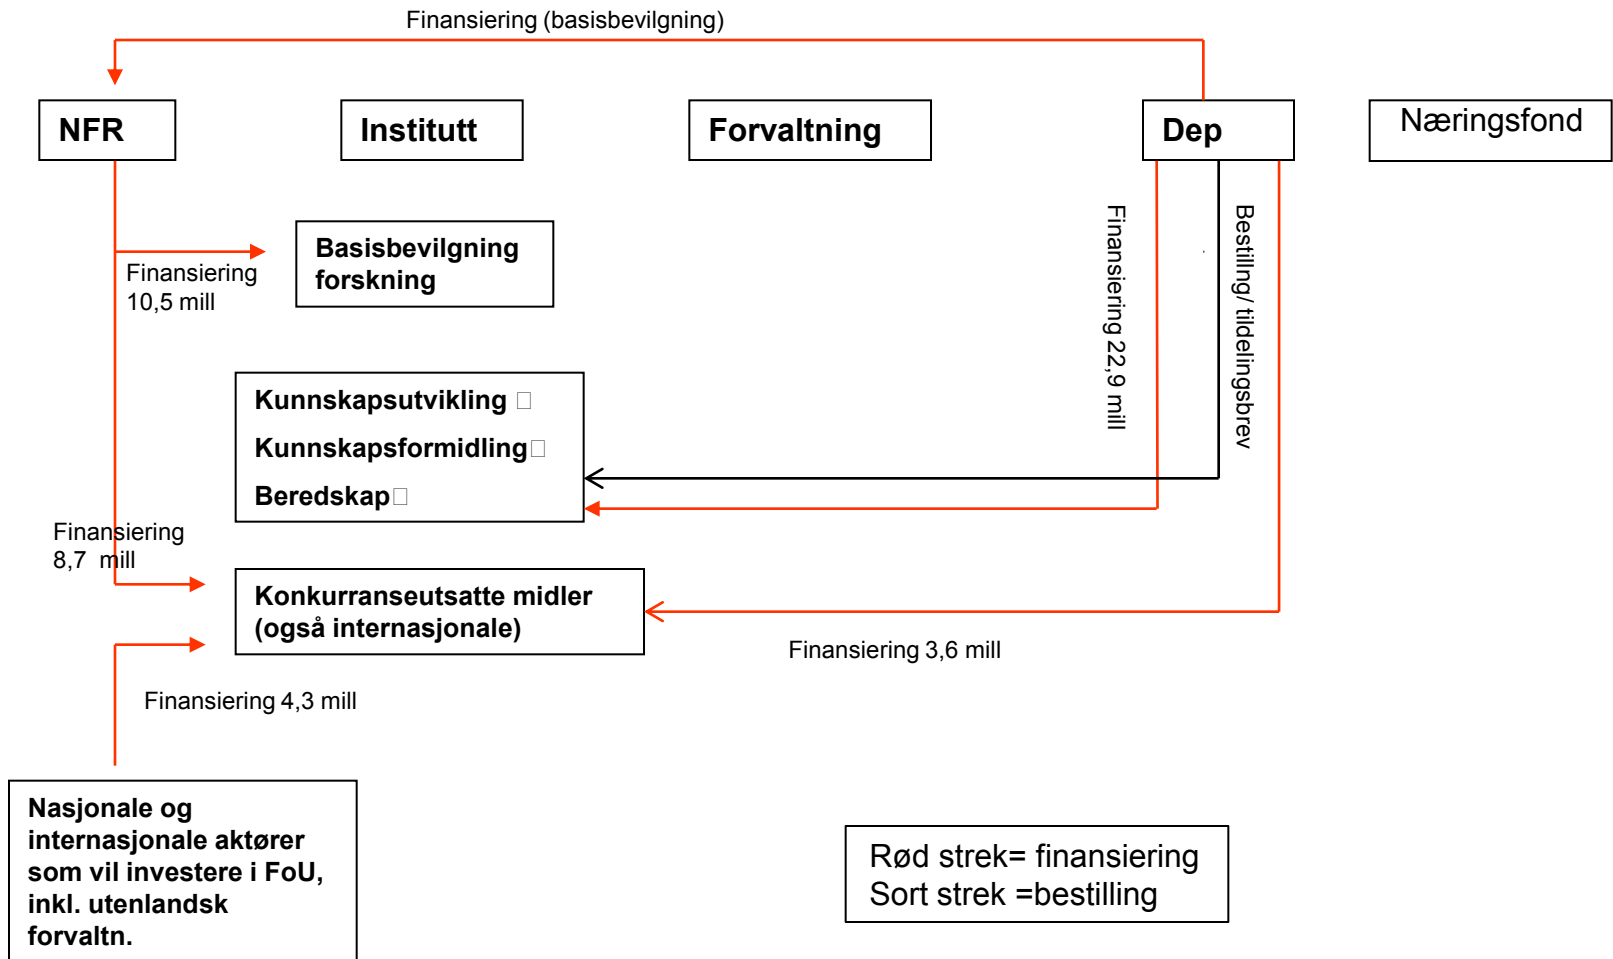 Finansiering (basisbevilgning)
NFR
Institutt
Forvaltning
Dep
Næringsfond
Basisbevilgning
forskning
Finansiering
10,5 mill
Finansiering 22,9 mill
Bestillng/ tildelingsbrev
Kunnskapsutvikling □
Kunnskapsformidling□
Beredskap□
Finansiering
8,7 mill
Konkurranseutsatte midler
(også internasjonale)
Finansiering 3,6 mill
Finansiering 4,3 mill
Nasjonale og
internasjonale aktører
som vil investere i FoU,
inkl. utenlandsk
forvaltn.
Rød strek= finansiering
Sort strek =bestilling